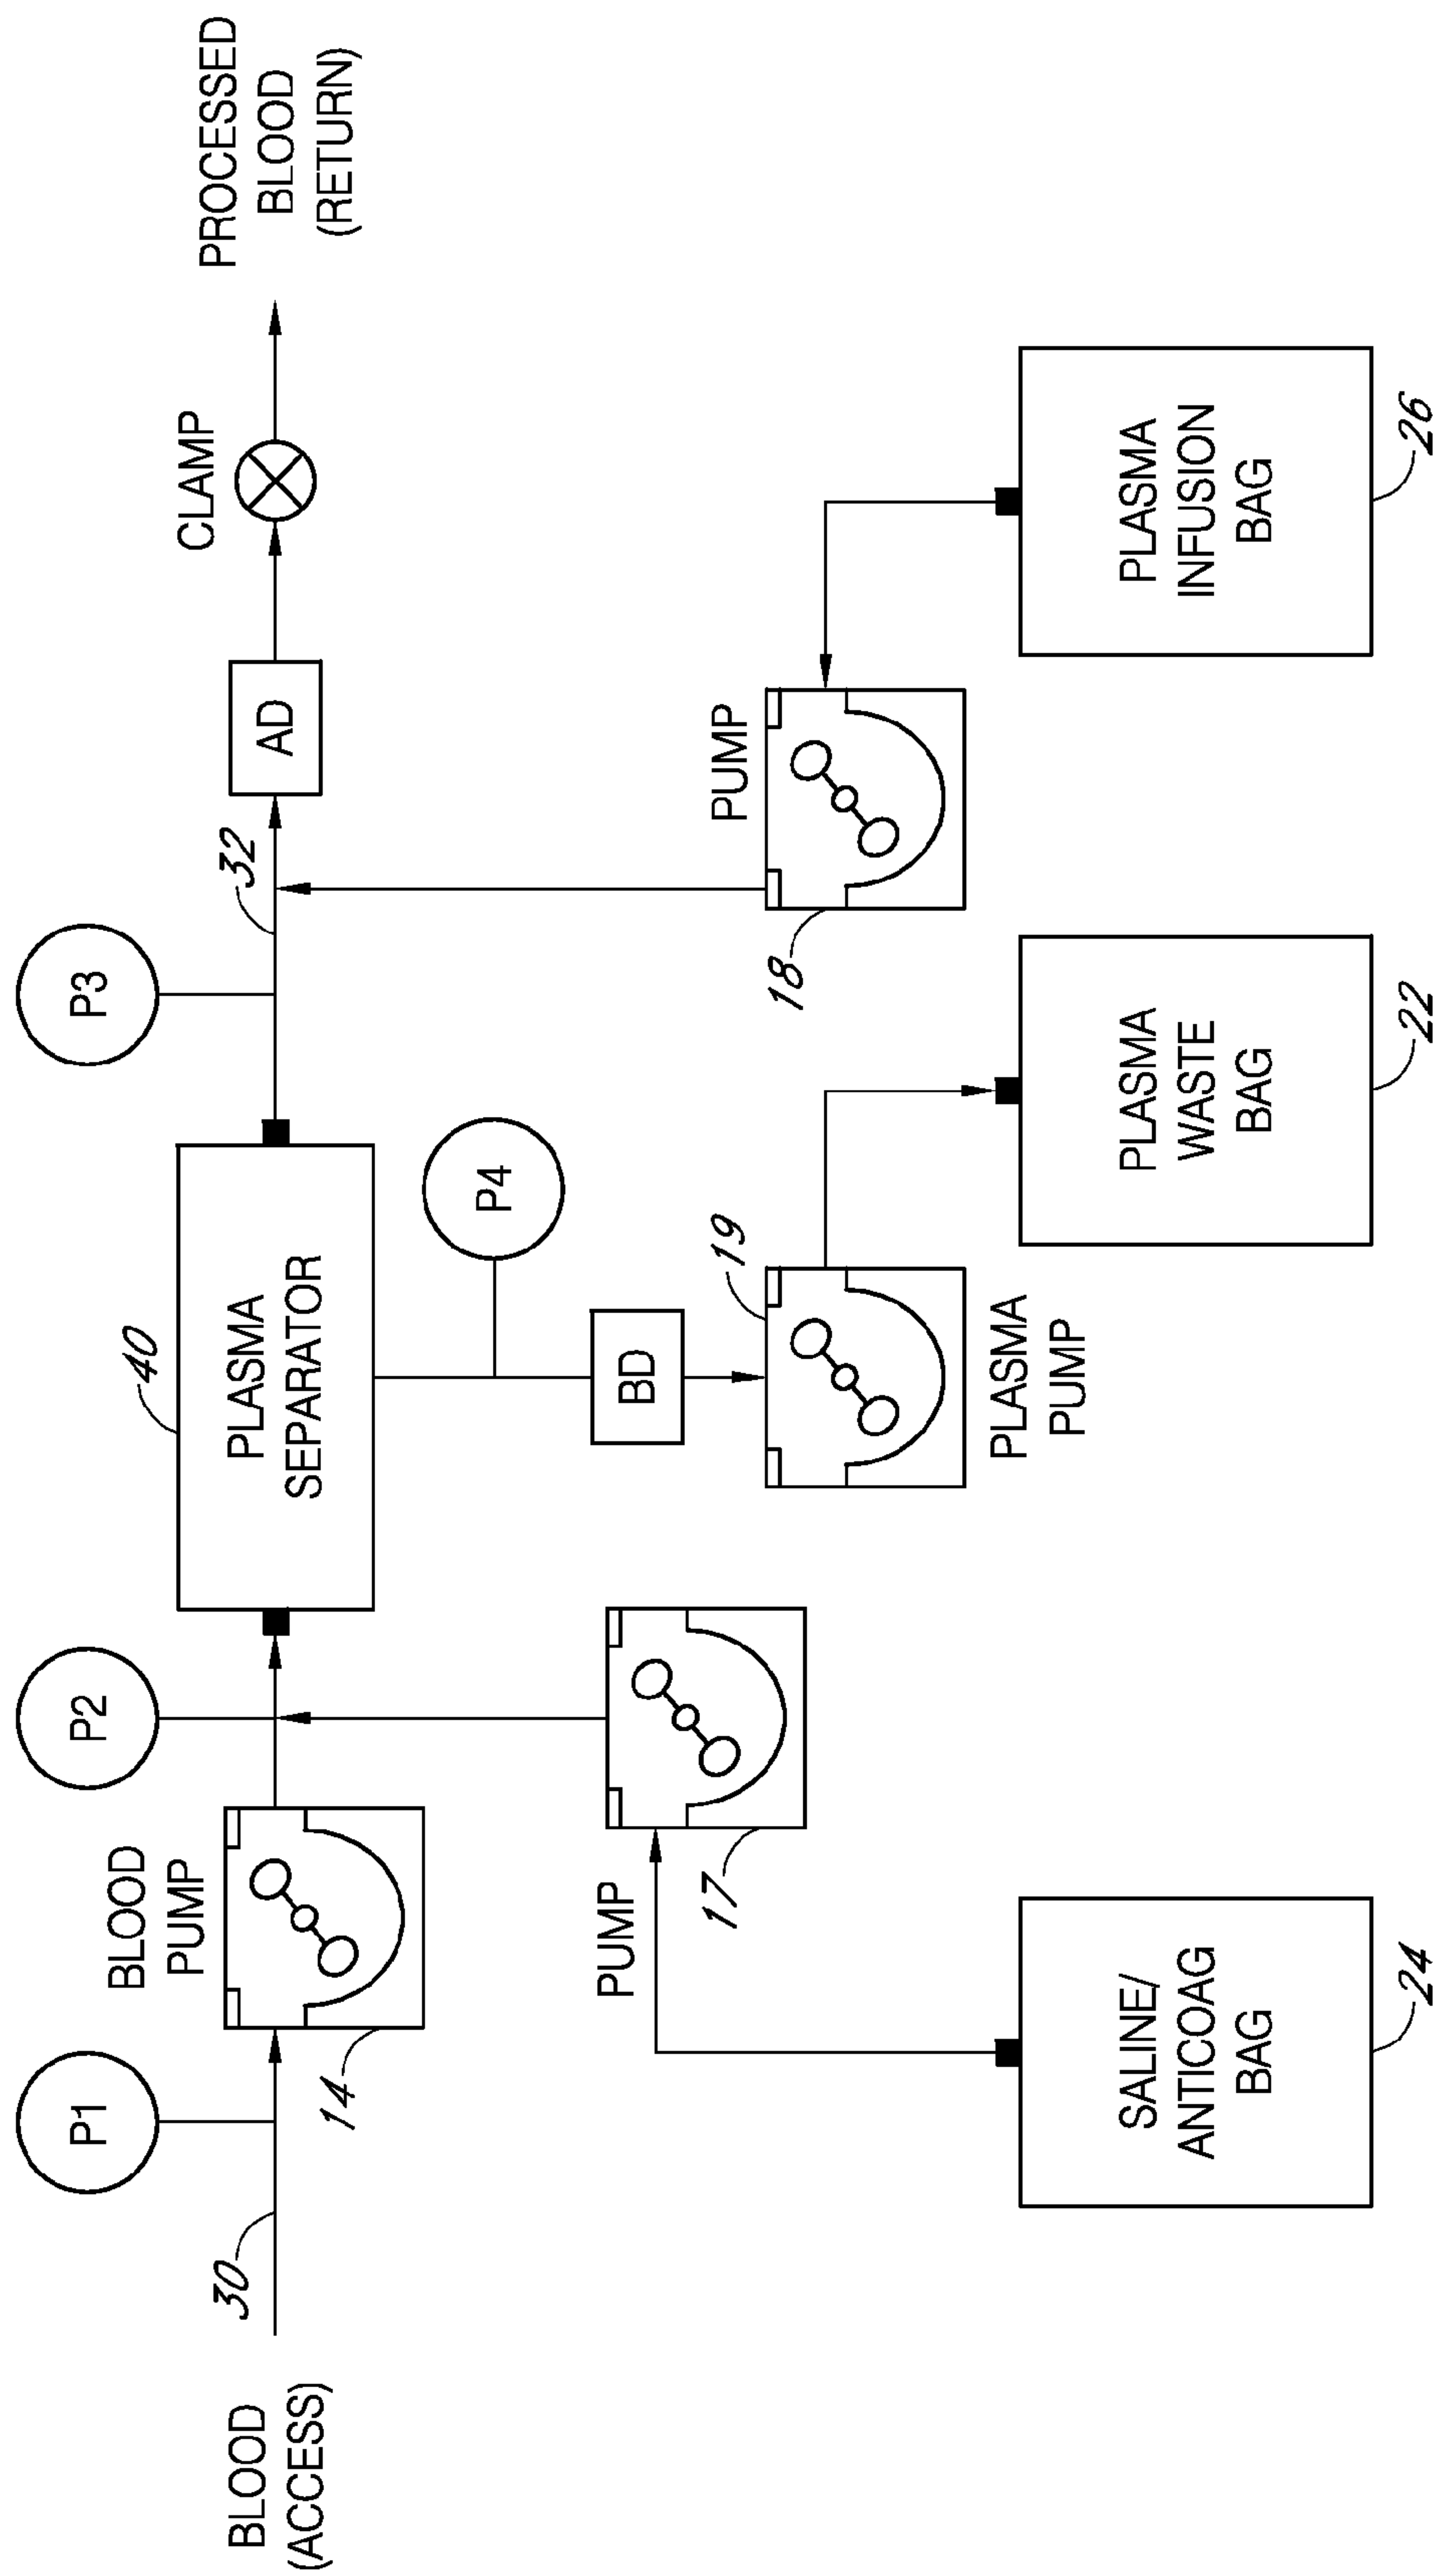 P1
P2
P3
30
BLOOD
(ACCESS)
BLOOD
PUMP
14
40
PLASMA
SEPARATOR
32
AD
CLAMP
PROCESSED
BLOOD
(RETURN)
P4
BD
PUMP
17
19
PLASMA
PUMP
PUMP
18
SALINE/
ANTICOAG
BAG
24
PLASMA
WASTE
BAG
22
PLASMA
INFUSION
BAG
26